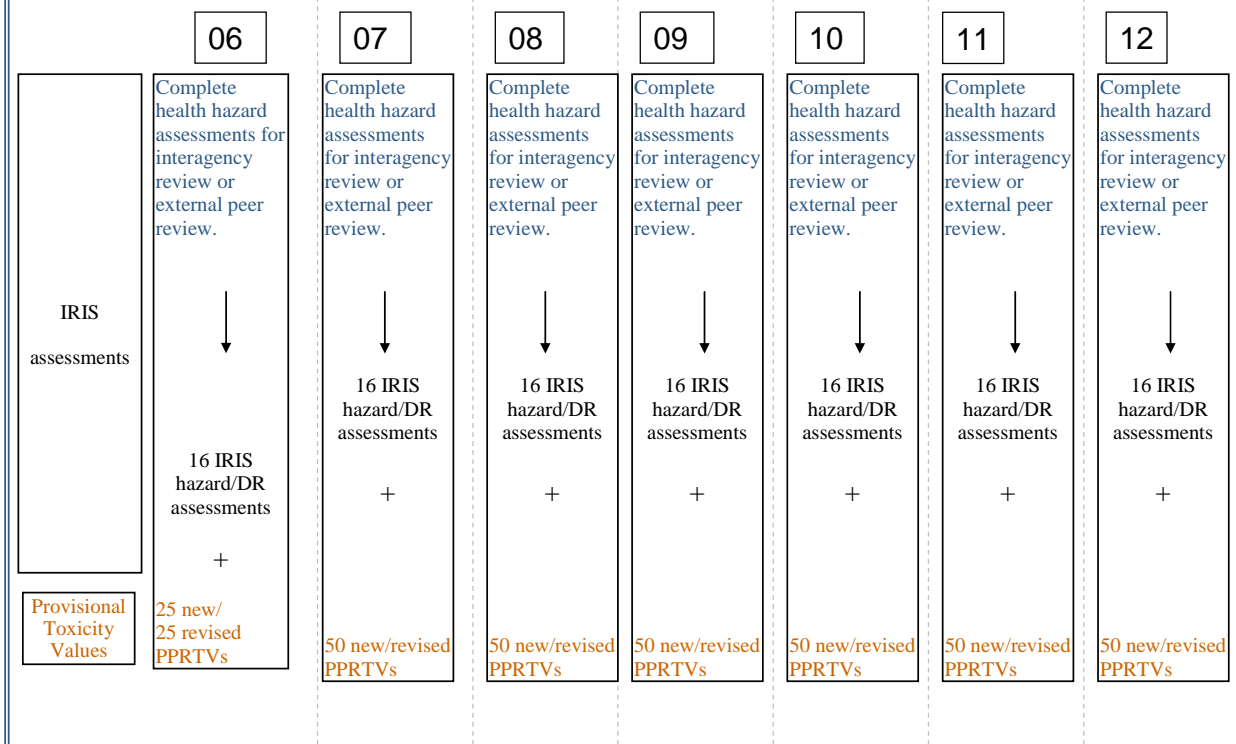 06
07
08
09
10
11
12
IRIS
assessments
Complete
health hazard
assessments for
interagency
review or
external peer
review.
16 IRIS
hazard/DR
assessments
+
Complete
health hazard
assessments
for interagency
review or
external peer
review.
16 IRIS
hazard/DR
assessments
+
Complete
health hazard
assessments
for interagency
review or
external peer
review.
16 IRIS
hazard/DR
assessments
+
Complete
health hazard
assessments
for interagency
review or
external peer
review.
16 IRIS
hazard/DR
assessments
+
Complete
health hazard
assessments
for interagency
review or
external peer
review.
16 IRIS
hazard/DR
assessments
+
Complete
health hazard
assessments
for interagency
review or
external peer
review.
16 IRIS
hazard/DR
assessments
+
Complete
health hazard
assessments
for interagency
review or
external peer
review.
16 IRIS
hazard/DR
assessments
+
Provisional
Toxicity
Values
25 new/
25 revised
PPRTVs
50 new/revised
PPRTVs
50 new/revised
PPRTVs
50 new/revised
PPRTVs
50 new/revised
PPRTVs
50 new/revised
PPRTVs
50 new/revised
PPRTVs